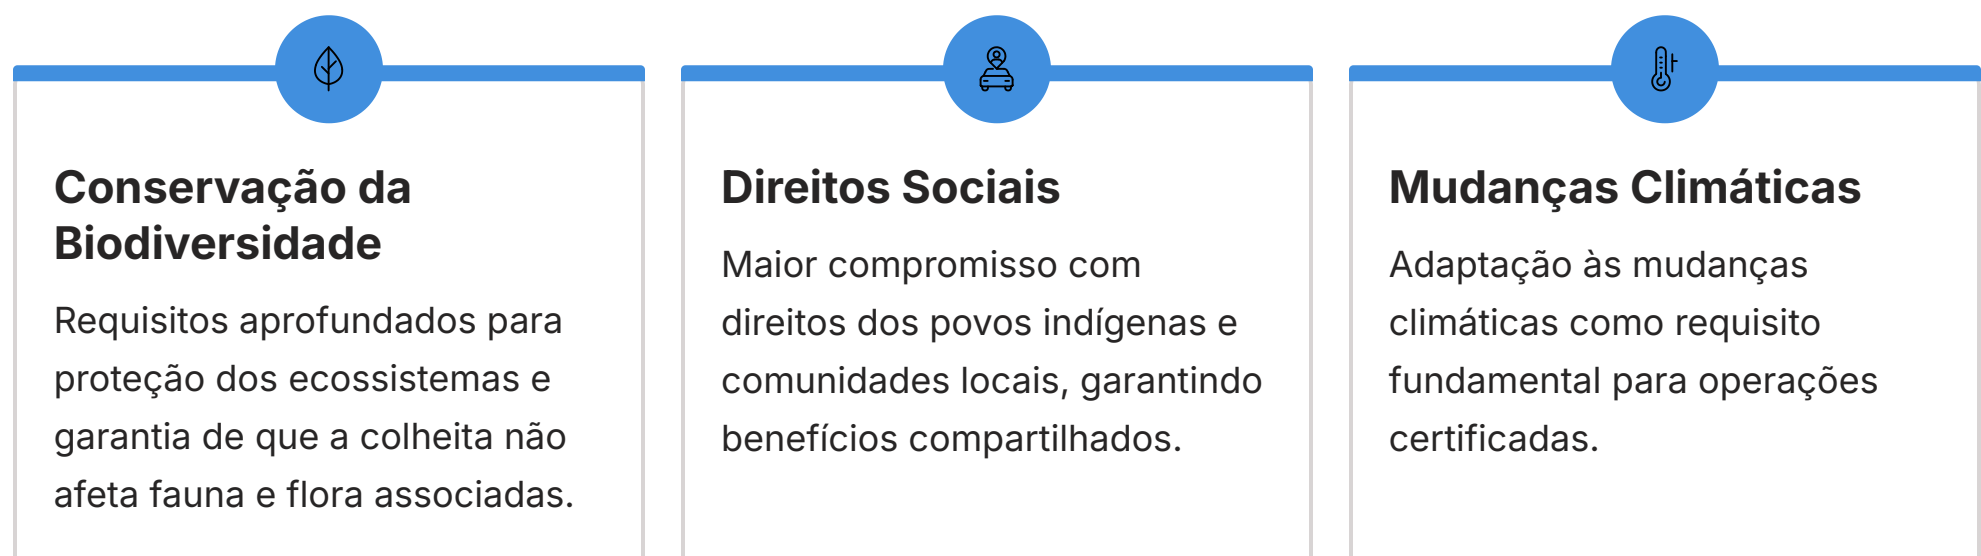 Conservação da
Biodiversidade
Requisitos aprofundados para
proteção dos ecossistemas e
garantia de que a colheita não
afeta fauna e flora associadas.
Direitos Sociais
Maior compromisso com
direitos dos povos indígenas e
comunidades locais, garantindo
benefícios compartilhados.
Mudanças Climáticas
Adaptação às mudanças
climáticas como requisito
fundamental para operações
certificadas.